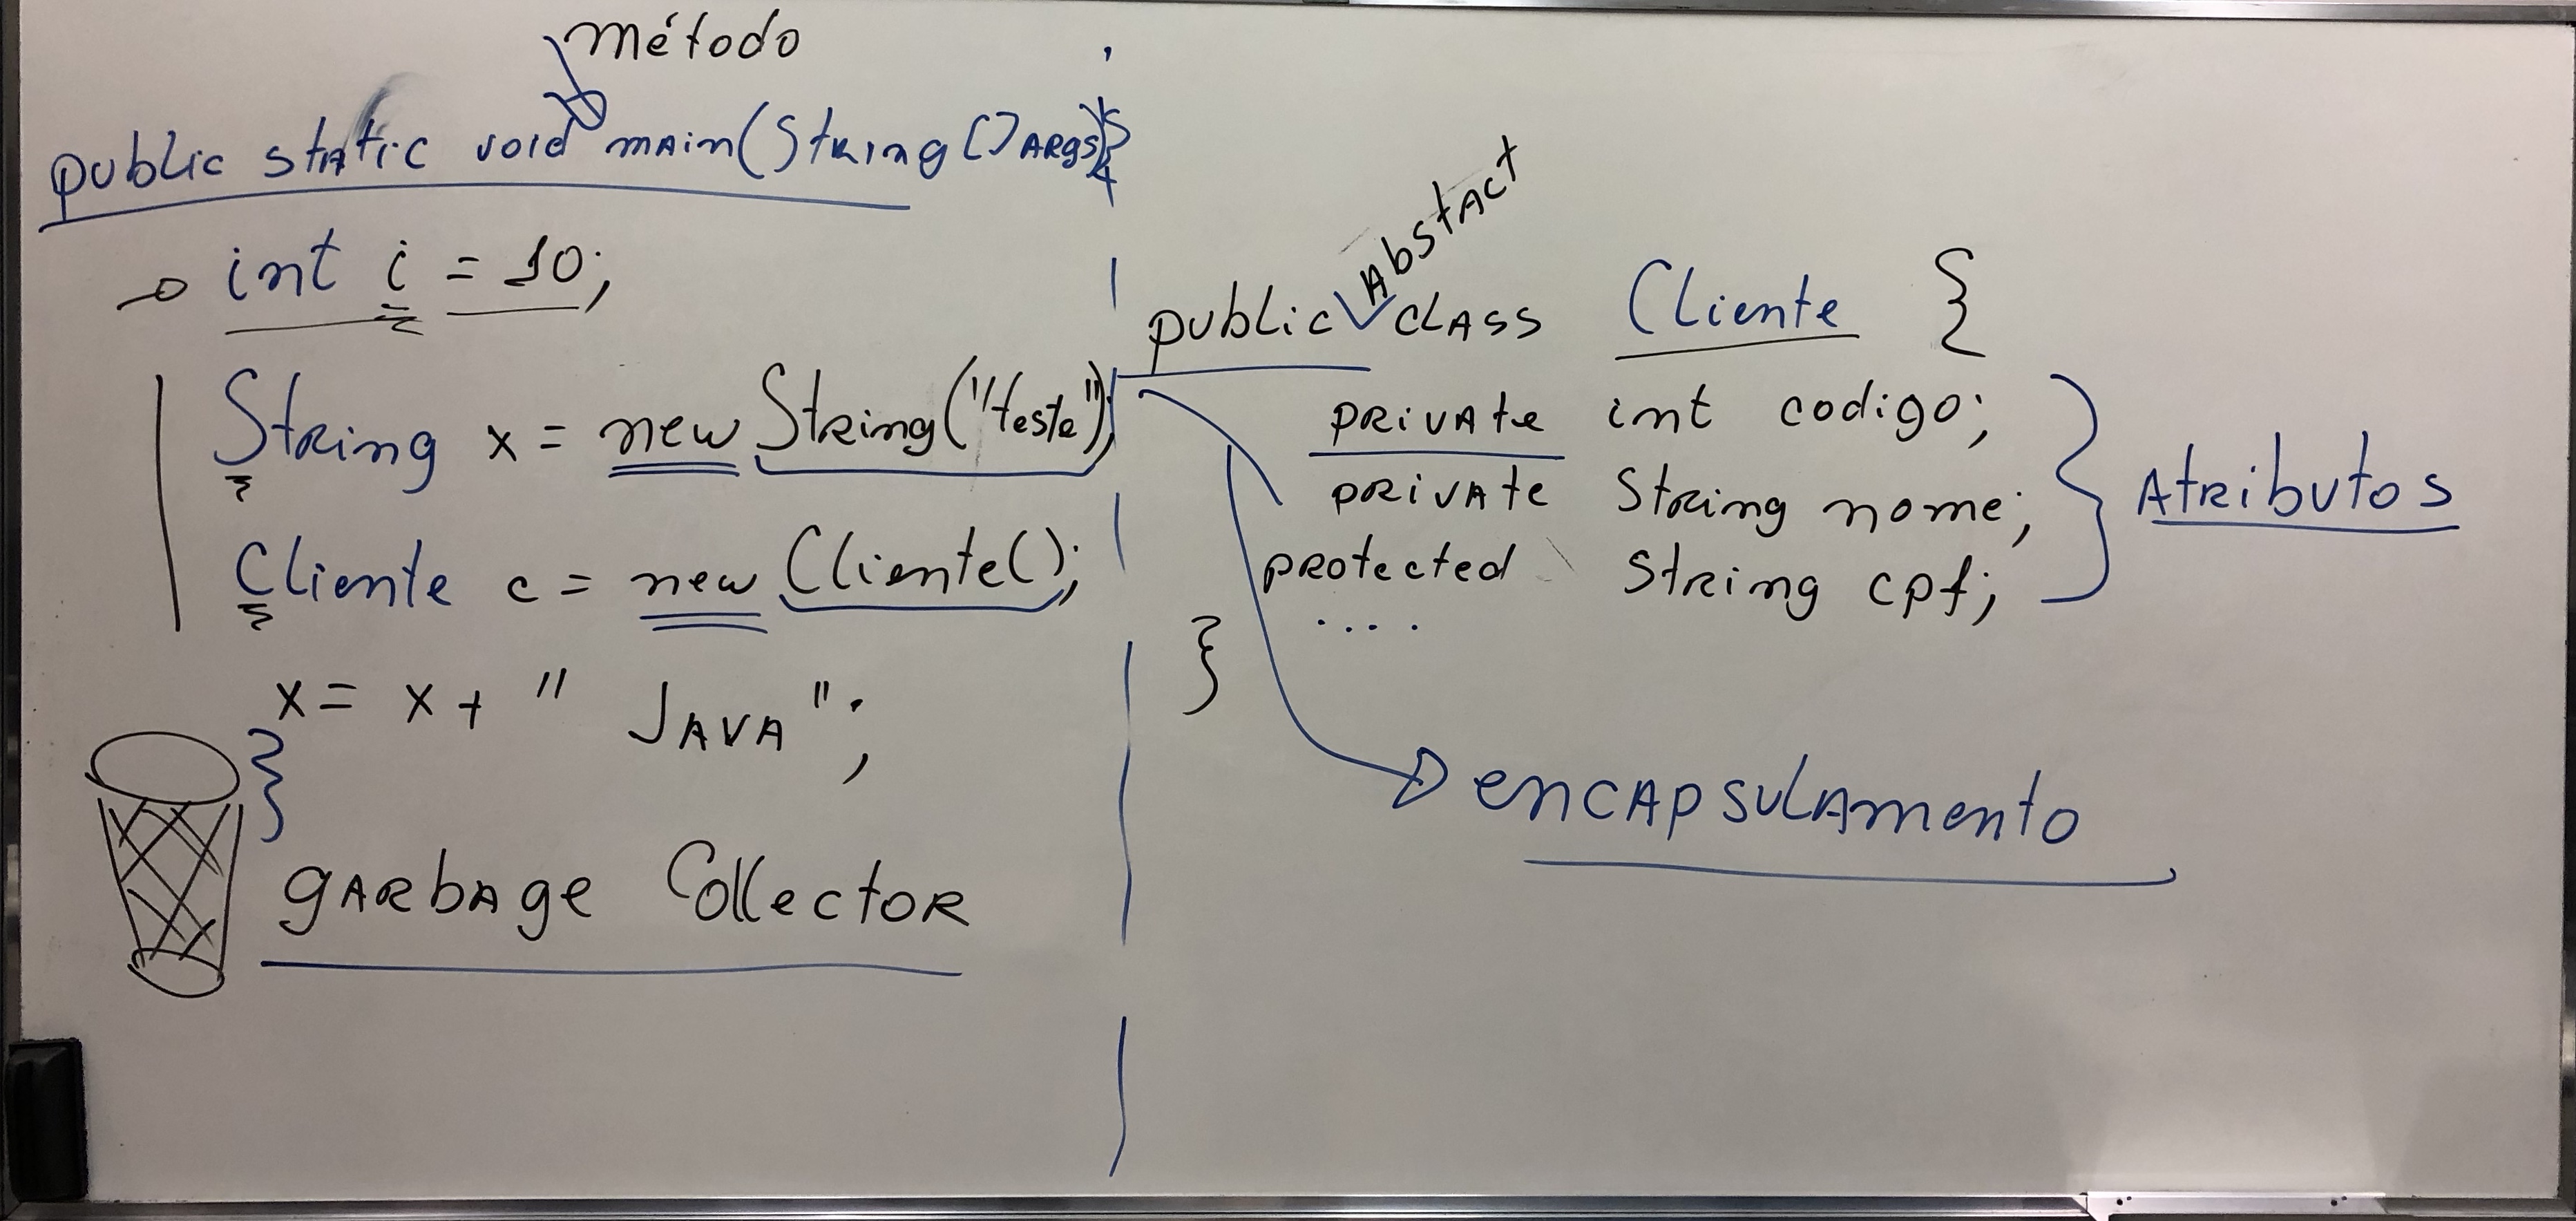 método
public static void main(String[] args){
int i = 10;
String x = new String("teste");
Cliente c = new Cliente();
x = x + " JAVA";
}
garbage Collector
Abstact
public class Cliente {
private int codigo;
private String nome;
protected String cpf;
....
}
Atributos
encapsulamento